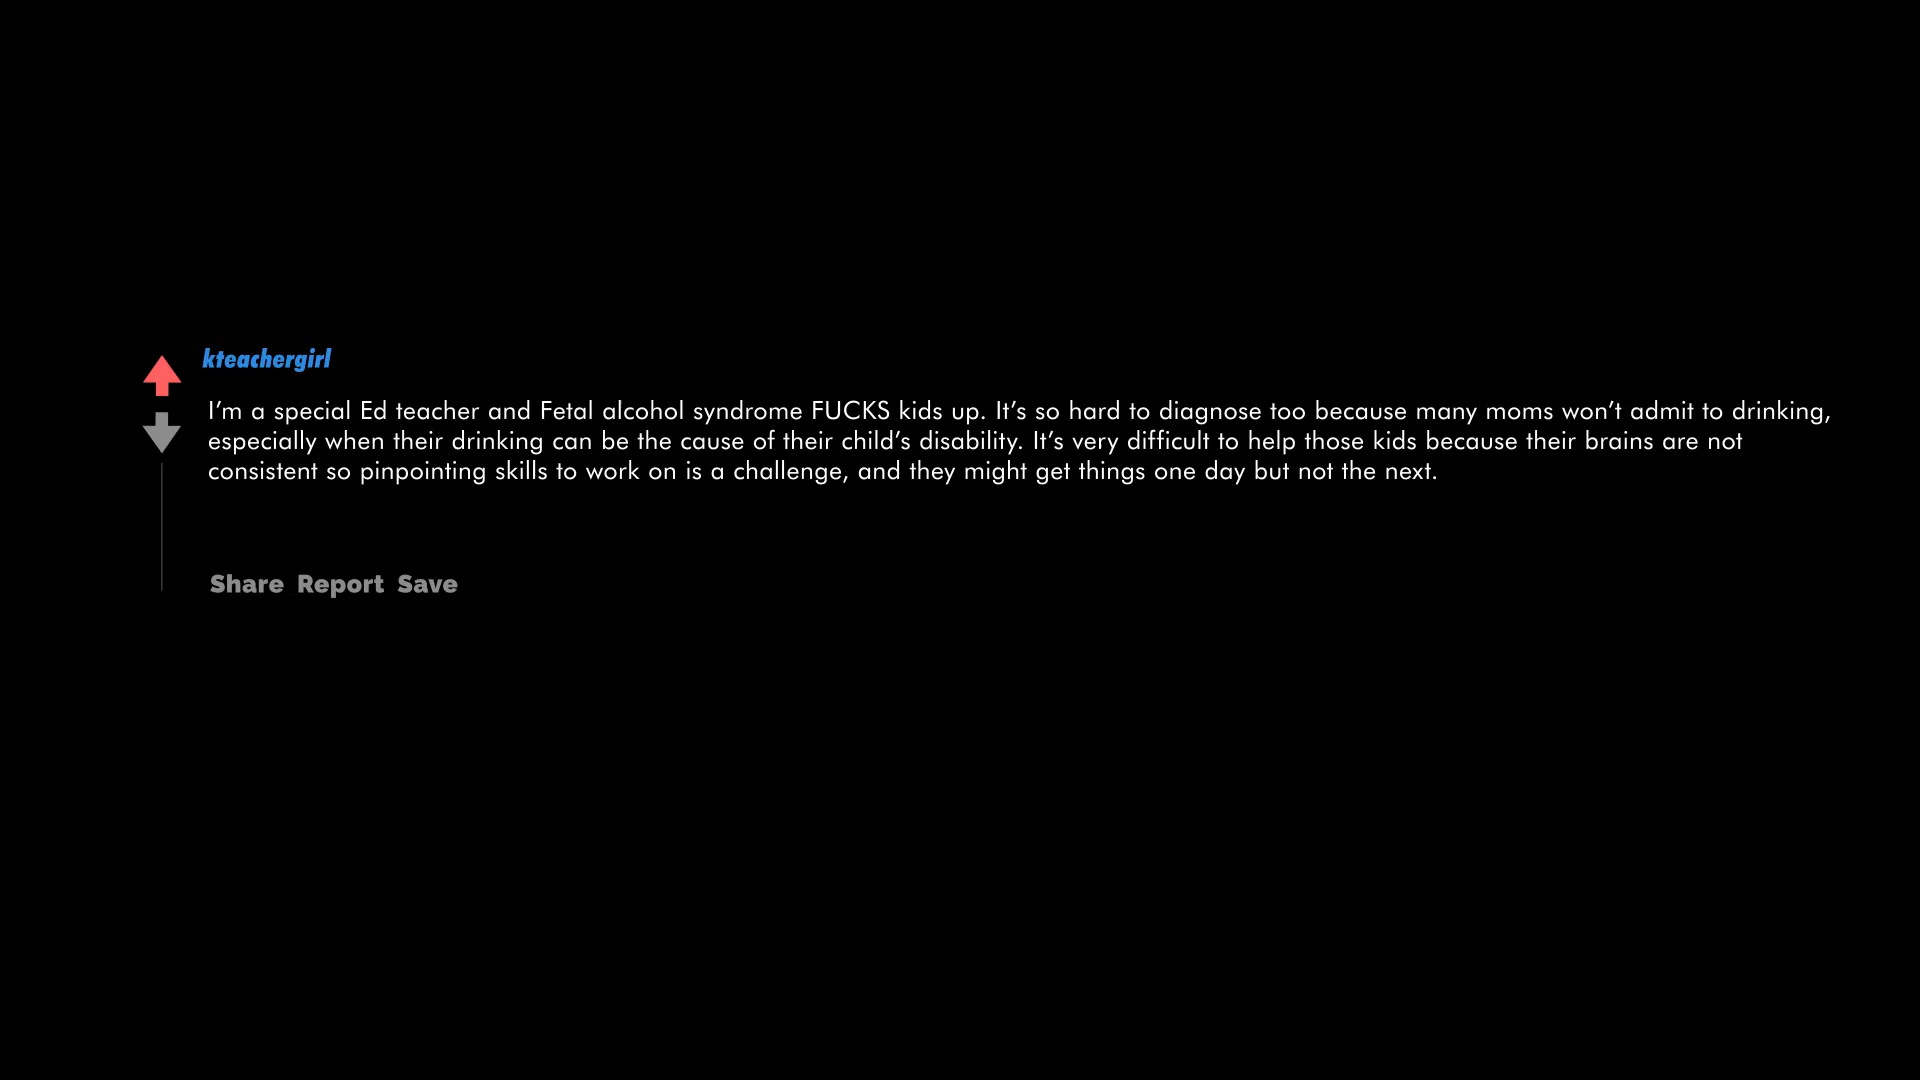 kteachergirl
I’m a special Ed teacher and Fetal alcohol syndrome FUCKS kids up. It’s so hard to diagnose too because many moms won’t admit to drinking,
especially when their drinking can be the cause of their child’s disability. It’s very difficult to help those kids because their brains are not
consistent so pinpointing skills to work on is a challenge, and they might get things one day but not the next.
Share Report Save